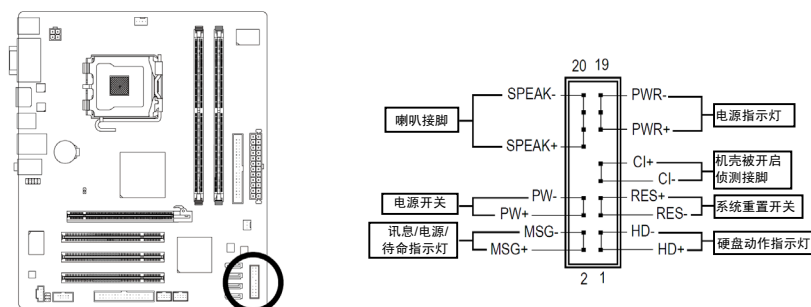 20 19
SPEAK-
PWR-
喇叭接脚
电源指示灯
PWR+
SPEAK+
CI+
机壳被开启
侦测接脚
CI-
电源开关
PW-
RES+
系统重置开关
PW+
RES-
讯息/电源/
待命指示灯
MSG-
HD-
硬盘动作指示灯
MSG+
HD+
2 1